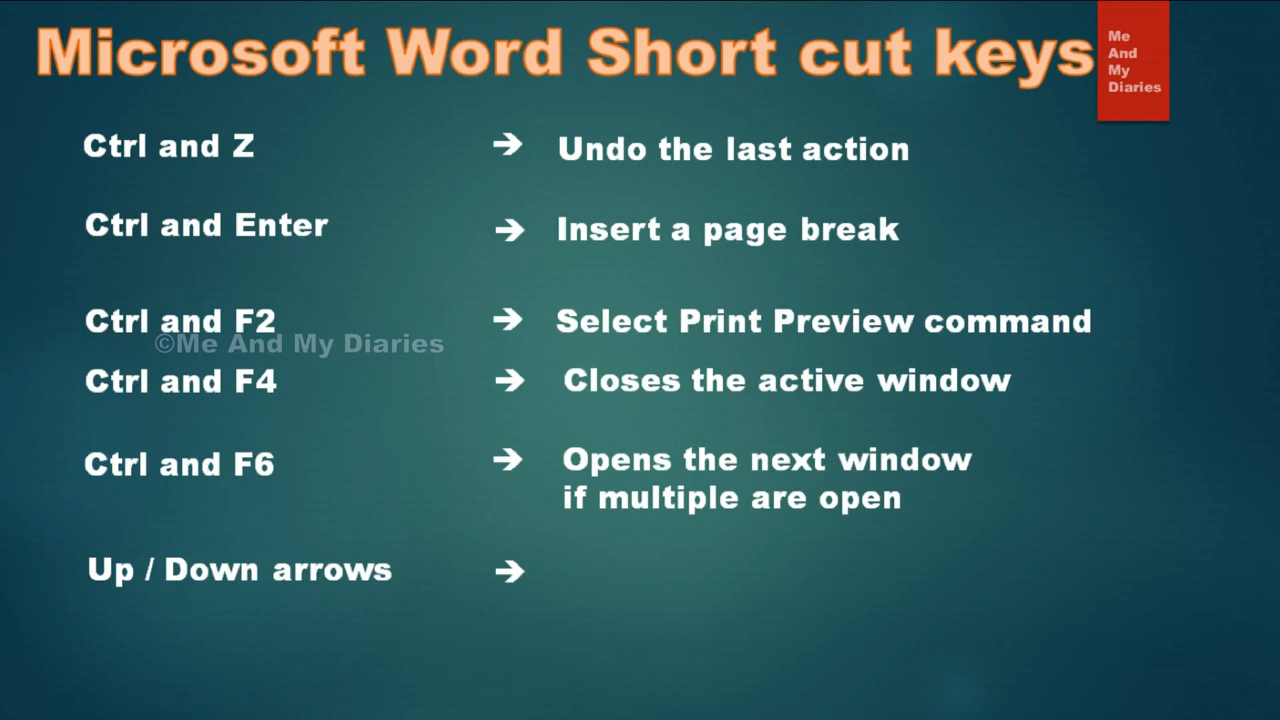 Microsoft Word Short cut keys
Me
And
My
Diaries
Ctrl and Z ➔ Undo the last action
Ctrl and Enter ➔ Insert a page break
Ctrl and F2 ➔ Select Print Preview command
©Me And My Diaries
Ctrl and F4 ➔ Closes the active window
Ctrl and F6 ➔ Opens the next window
if multiple are open
Up / Down arrows ➔